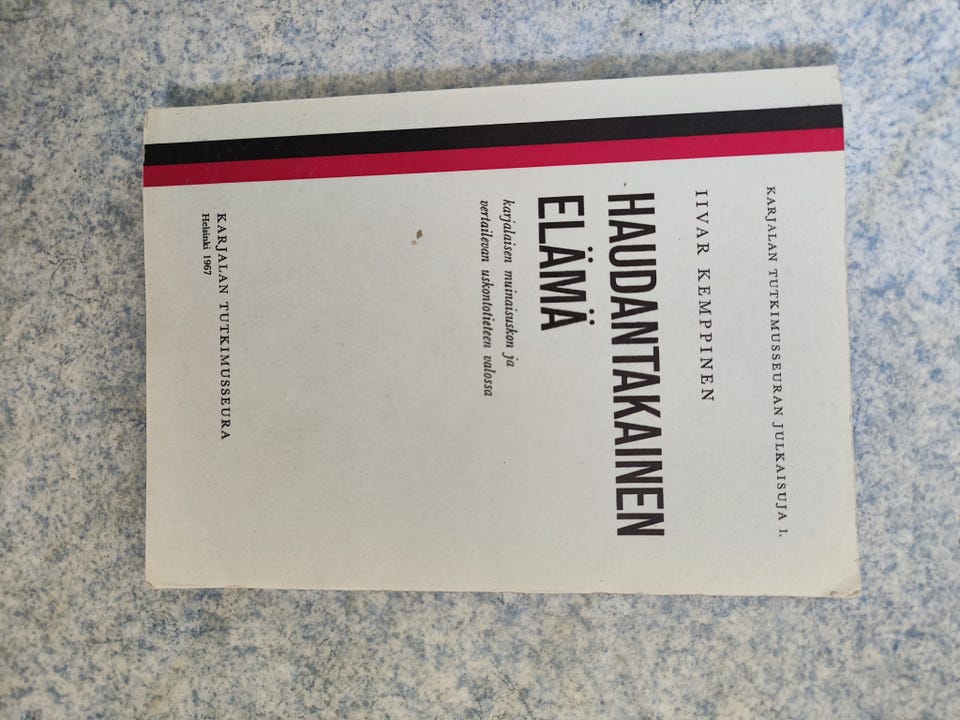 KARJALAN TUTKIMUSSEURAN JULKAISUJA 1.
IIVAR KEMPPINEN
HAUDANTAKAINEN
ELÄMÄ
karjalaisen muinaisuskon ja
vertailevan uskontotieteen valossa
KARJALAN TUTKIMUSSEURA
Helsinki 1967